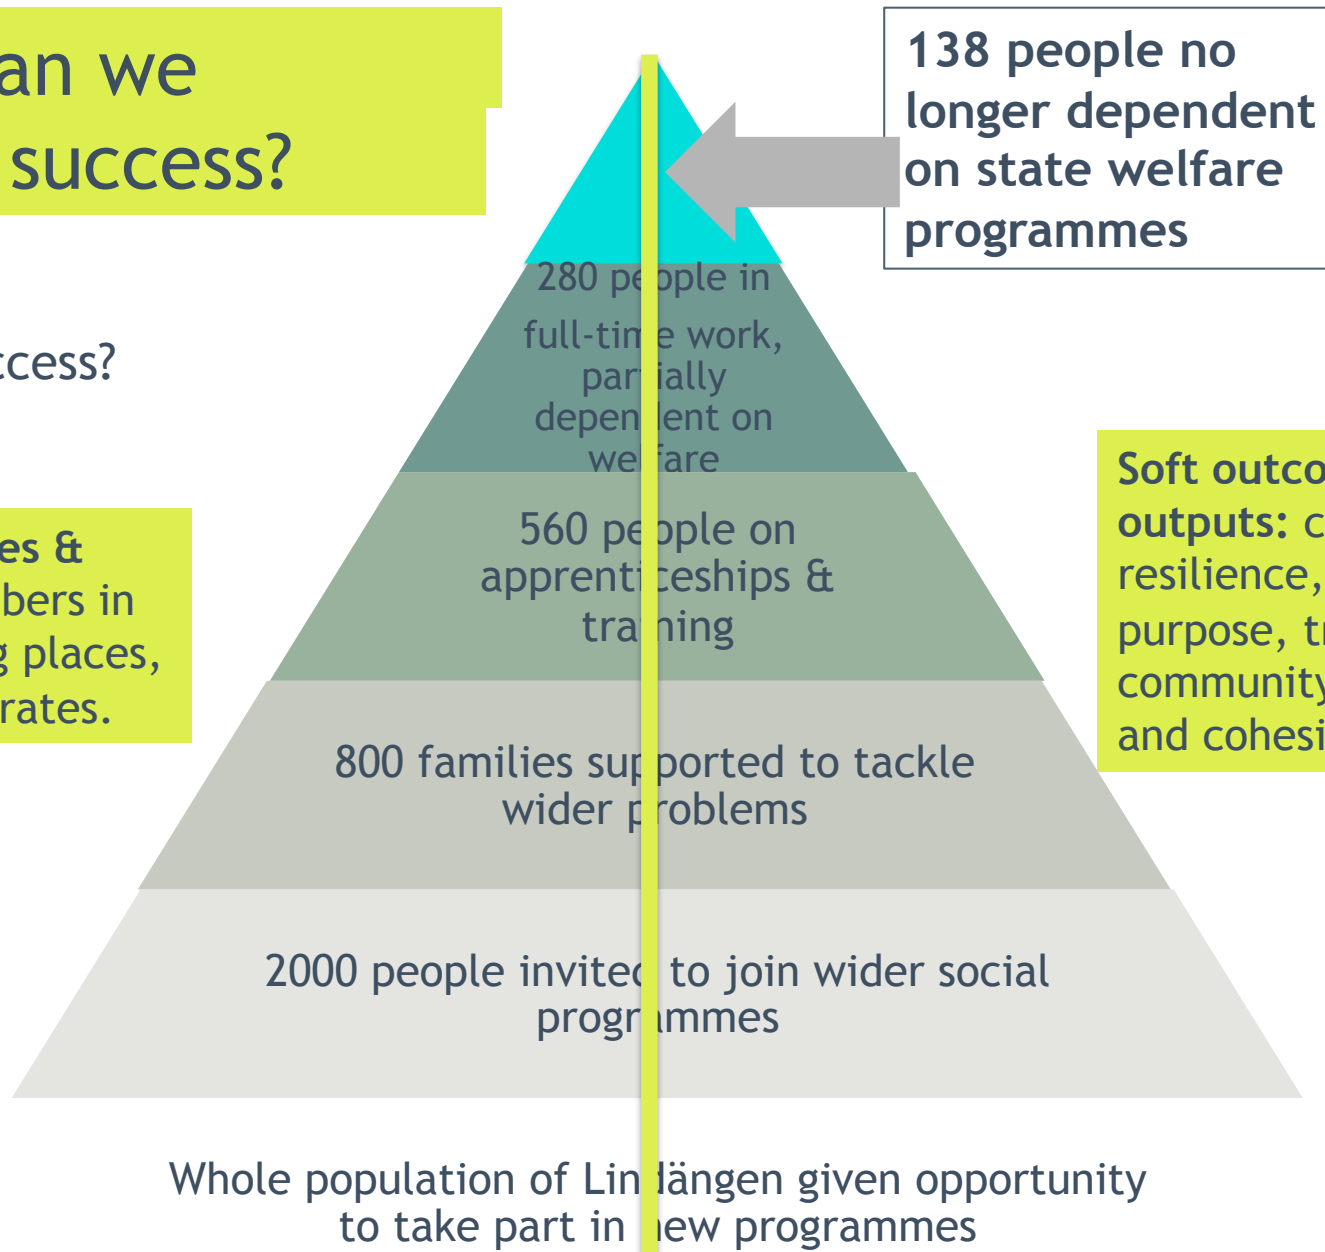 an we
success?
ccess?
es &
bers in
g places,
rates.
138 people no
longer dependent
on state welfare
programmes
280 people in
full-time work,
partially
dependent on
welfare
560 people on
apprenticeships &
training
800 families supported to tackle
wider problems
2000 people invited to join wider social
programmes
Soft outco
outputs: c
resilience,
purpose, tr
community
and cohesi
Whole population of Lindängen given opportunity
to take part in new programmes